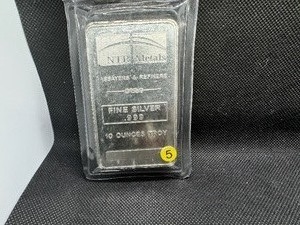 NTR Metals
ASSAYERS & REFINERS
FINE SILVER
.999
10 OUNCES TROY
5